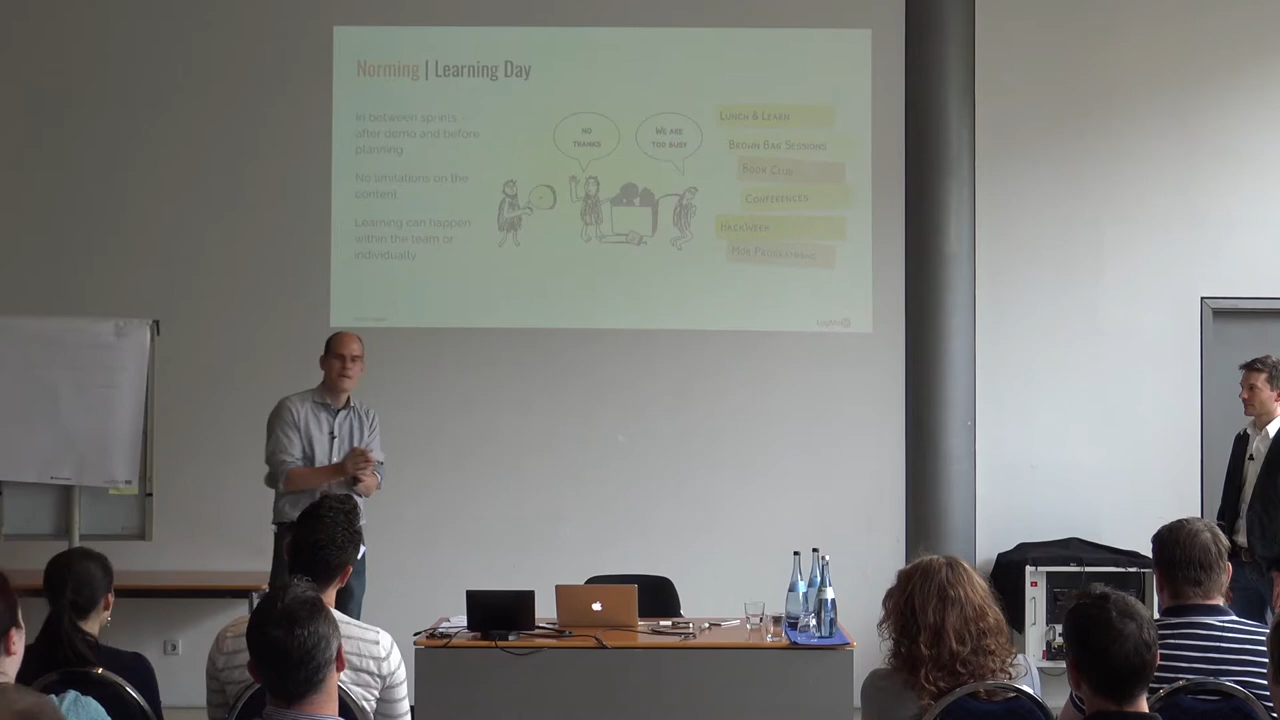 Norming | Learning Day
In between sprints -
after demo and before
planning
No limitations on the
content
Learning can happen
within the team or
individually
NO
THANKS
WE ARE
TOO BUSY
LUNCH & LEARN
BROWN BAG SESSIONS
BOOK CLUB
CONFERENCES
HACKWEEK
MOB PROGRAMMING
LogMeIn